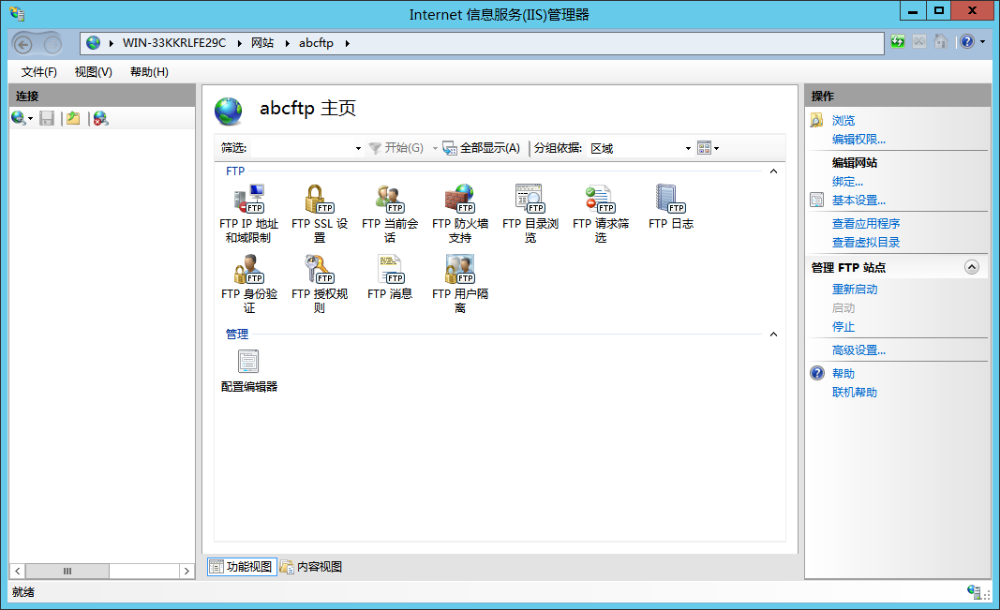 Internet 信息服务(IIS)管理器
WIN-33KKRLFE29C 网站 abcftp
文件(F) 视图(V) 帮助(H)
连接
abcftp 主页
筛选: 开始(G) 全部显示(A) 分组依据: 区域
FTP
FTP IP 地址
和域限制
FTP SSL 设
置
FTP 当前会
话
FTP 防火墙
支持
FTP 目录浏
览
FTP 请求筛
选
FTP 日志
FTP 身份验
证
FTP 授权规
则
FTP 消息
FTP 用户隔
离
管理
配置编辑器
功能视图 内容视图
操作
浏览
编辑权限...
编辑网站
绑定...
基本设置...
查看应用程序
查看虚拟目录
管理 FTP 站点
重新启动
启动
停止
高级设置...
帮助
联机帮助
就绪